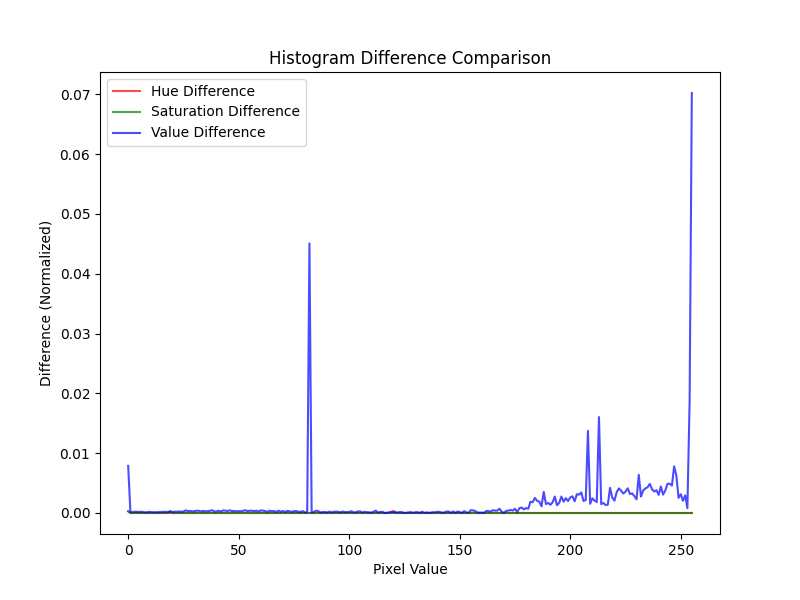 Histogram Difference Comparison
Hue Difference
Saturation Difference
Value Difference
Difference (Normalized)
0.07
0.06
0.05
0.04
0.03
0.02
0.01
0.00
0 50 100 150 200 250
Pixel Value